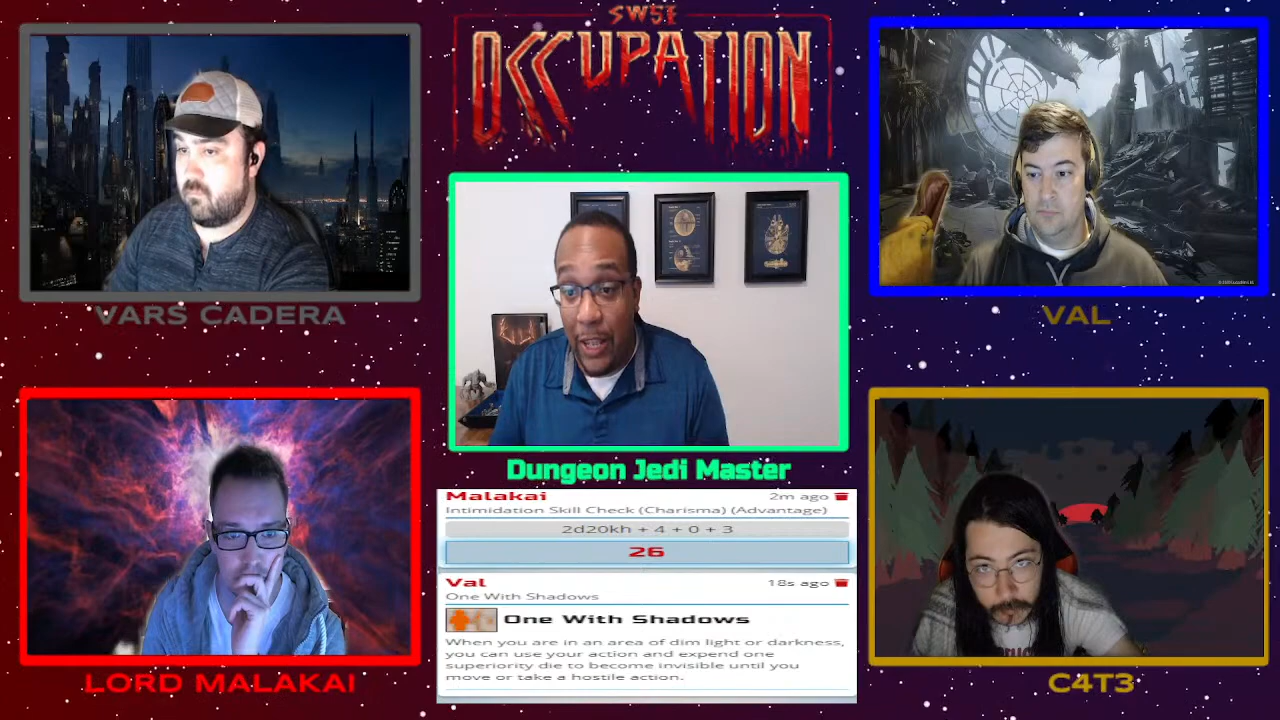 SW5E
OCCUPATION
VARS CADERA
VAL
Dungeon Jedi Master
Malakai 2m ago
Intimidation Skill Check (Charisma) (Advantage)
2d20kh + 4 + 0 + 3
26
Val 18s ago
One With Shadows
One With Shadows
When you are in an area of dim light or darkness,
you can use your action and expend one
superiority die to become invisible until you
move or take a hostile action.
LORD MALAKAI
C4T3